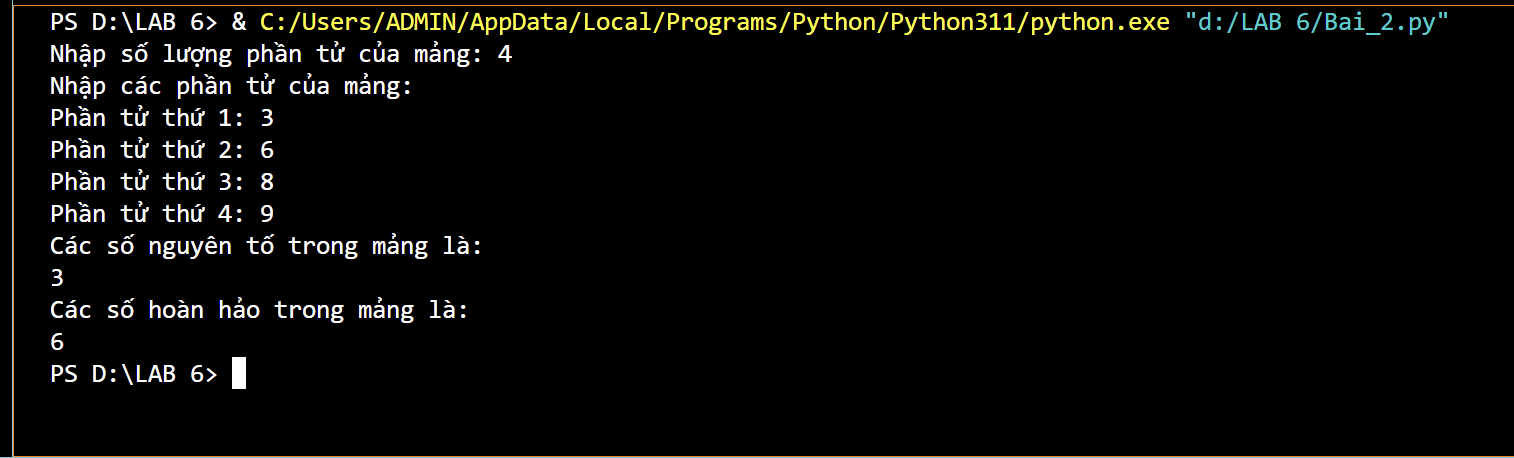 PS D:\LAB 6> & C:/Users/ADMIN/AppData/Local/Programs/Python/Python311/python.exe "d:/LAB 6/Bai_2.py"
Nhập số lượng phần tử của mảng: 4
Nhập các phần tử của mảng:
Phần tử thứ 1: 3
Phần tử thứ 2: 6
Phần tử thứ 3: 8
Phần tử thứ 4: 9
Các số nguyên tố trong mảng là:
3
Các số hoàn hảo trong mảng là:
6
PS D:\LAB 6>